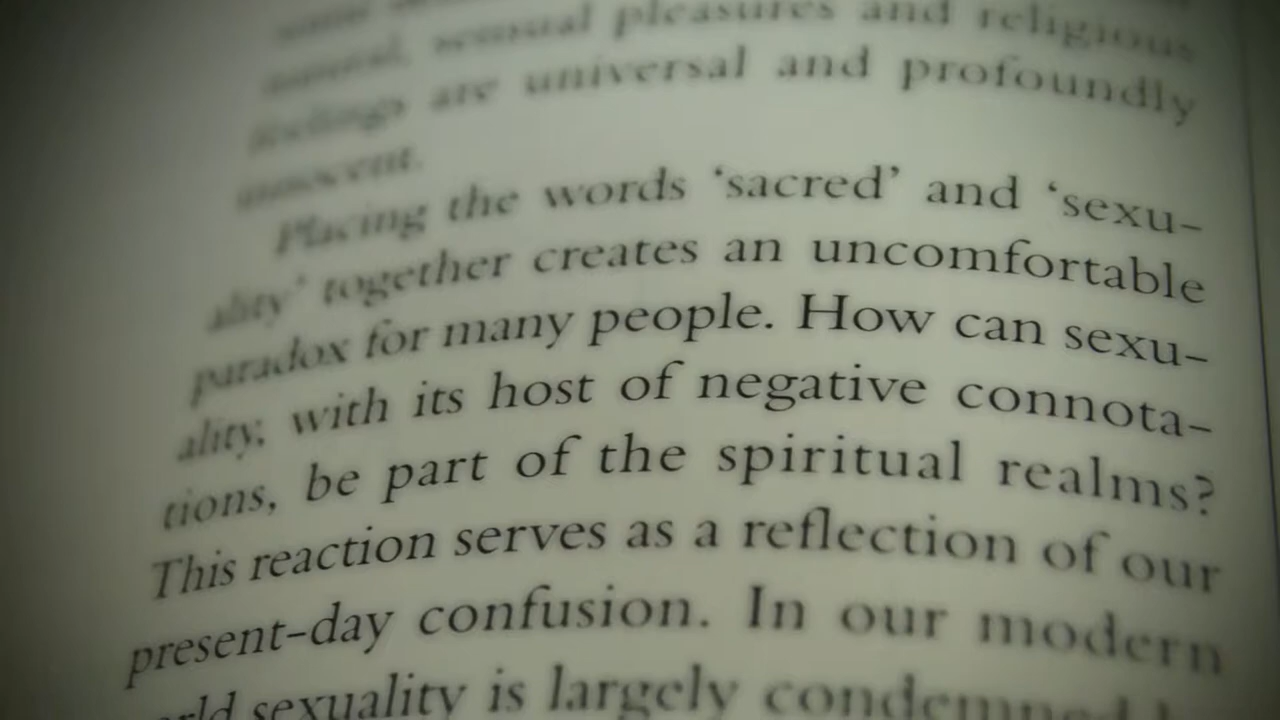 natural, sensual pleasures and religious
feelings are universal and profoundly
innocent.
Placing the words ‘sacred’ and ‘sexu-
ality’ together creates an uncomfortable
paradox for many people. How can sexu-
ality, with its host of negative connota-
tions, be part of the spiritual realms?
This reaction serves as a reflection of our
present-day confusion. In our modern
sexuality is largely condemned